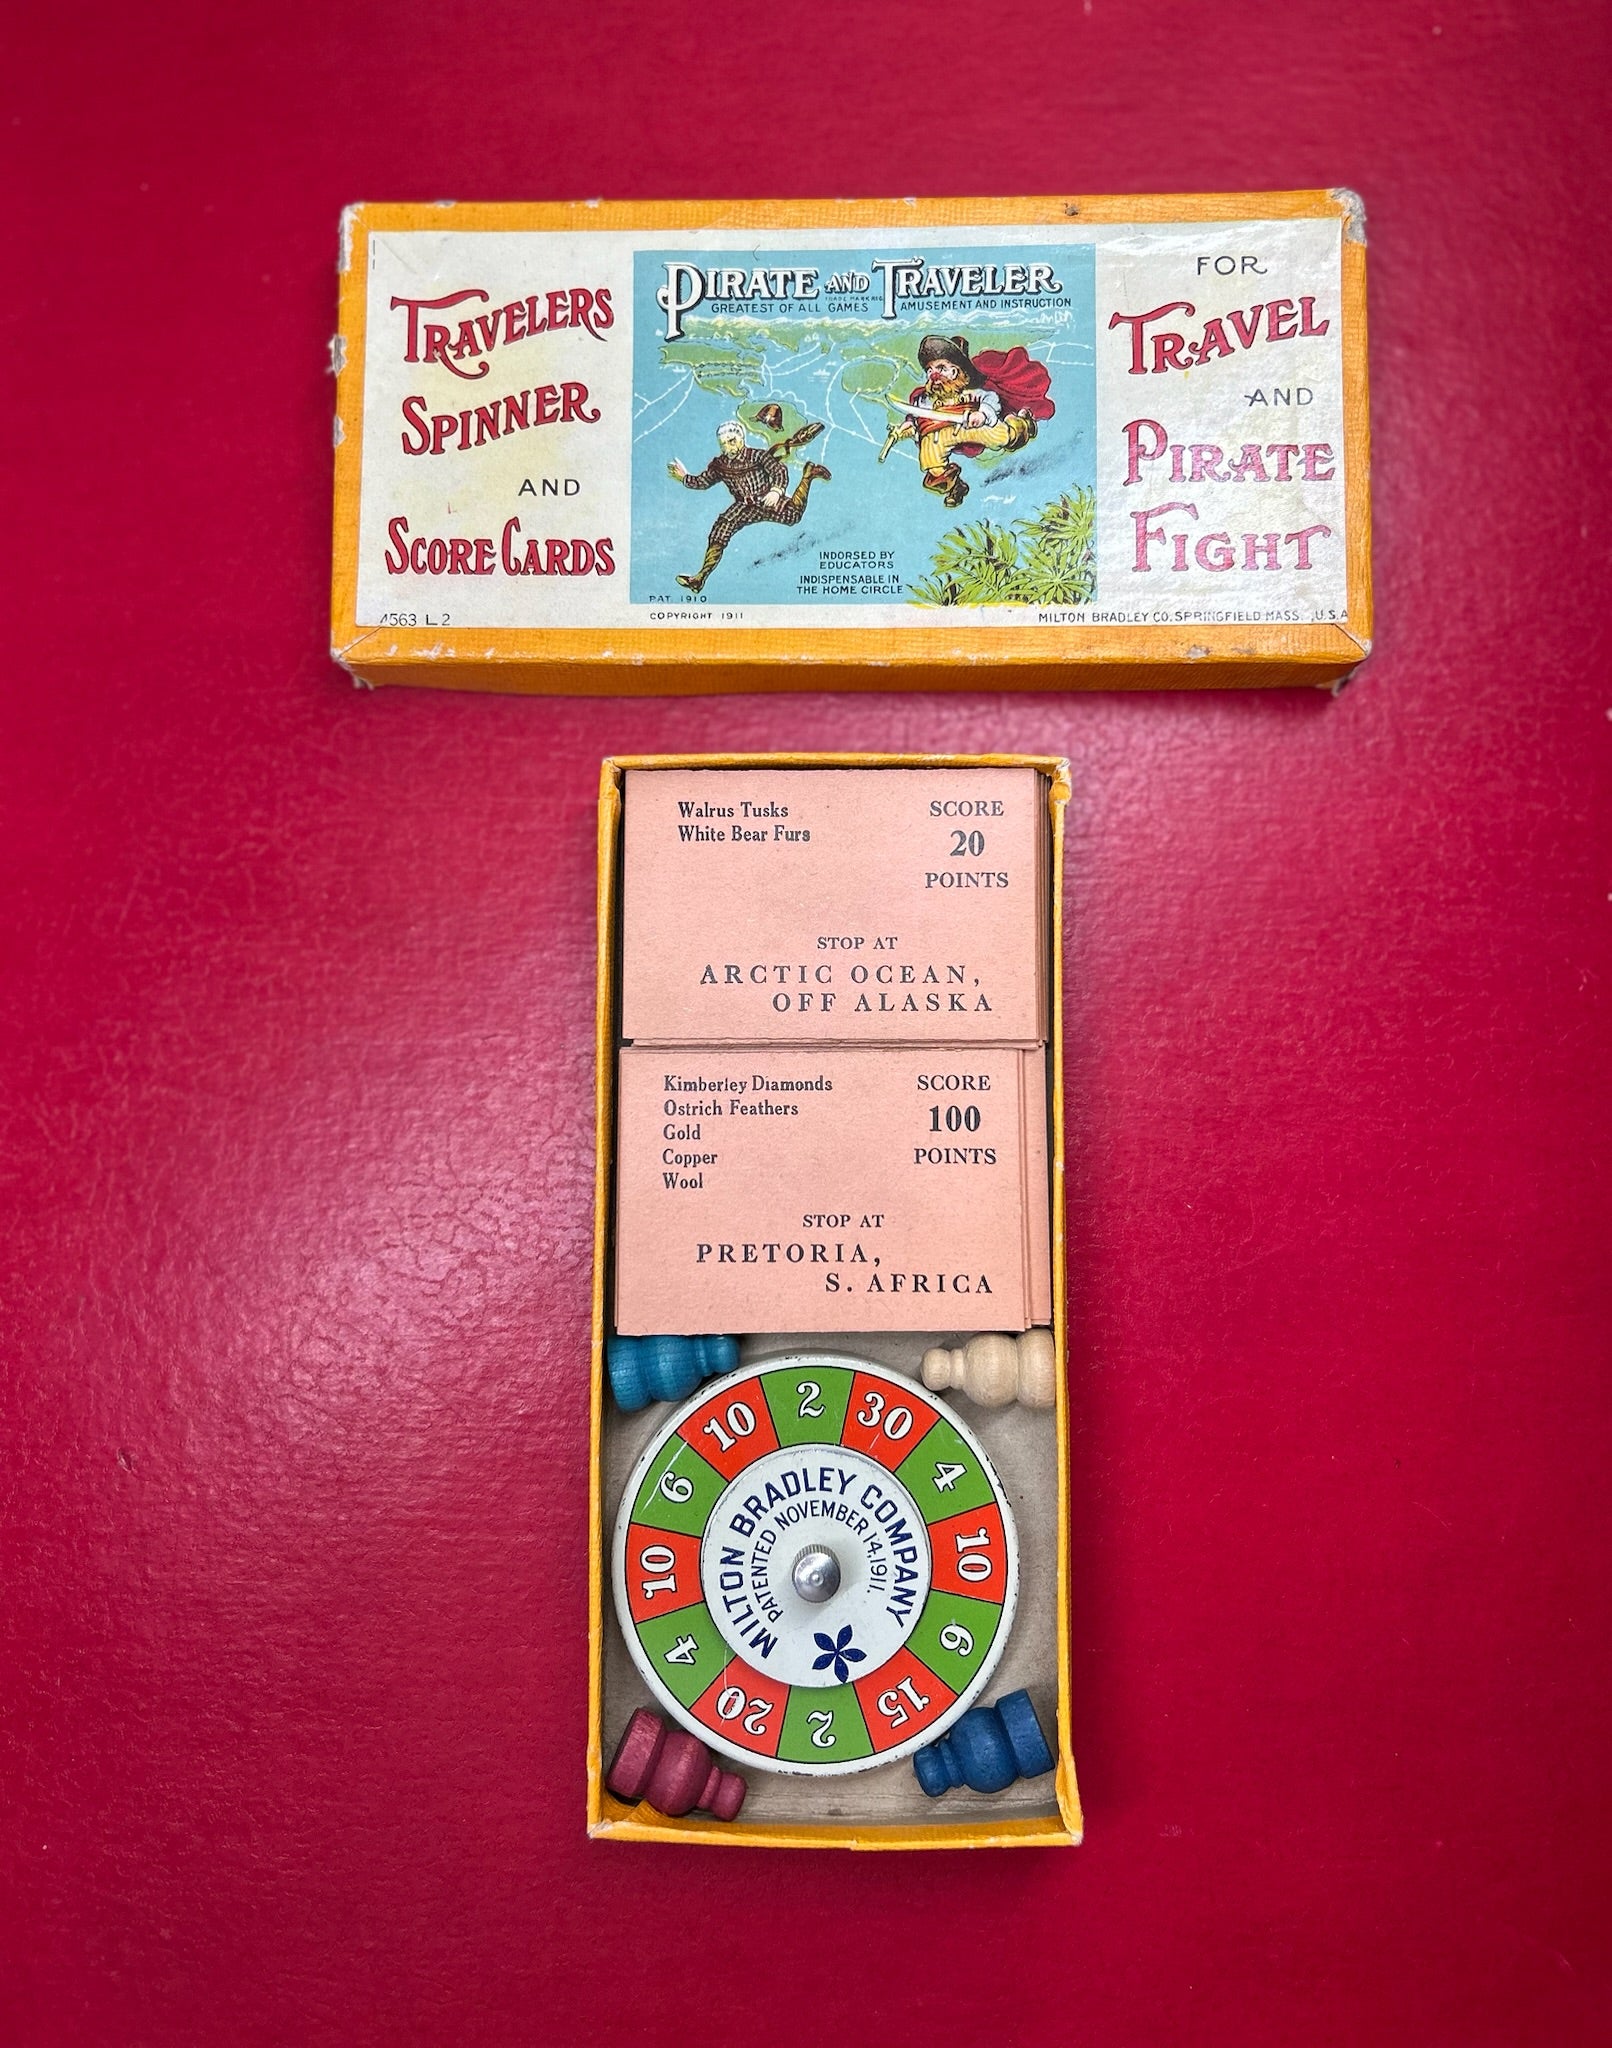 TRAVELERS
SPINNER
AND
SCORE CARDS
4563 L 2
PIRATE AND TRAVELER
TRADE MARK REG.
GREATEST OF ALL GAMES AMUSEMENT AND INSTRUCTION
INDORSED BY
EDUCATORS
INDISPENSABLE IN
THE HOME CIRCLE
PAT. 1910
COPYRIGHT 1911
FOR
TRAVEL
AND
PIRATE
FIGHT
MILTON BRADLEY CO. SPRINGFIELD MASS., U.S.A
Walrus Tusks
White Bear Furs
SCORE
20
POINTS
STOP AT
ARCTIC OCEAN,
OFF ALASKA
Kimberley Diamonds
Ostrich Feathers
Gold
Copper
Wool
SCORE
100
POINTS
STOP AT
PRETORIA,
S. AFRICA
2
30
4
10
6
15
2
20
4
10
6
10
MILTON BRADLEY COMPANY
PATENTED NOVEMBER 14, 1911.